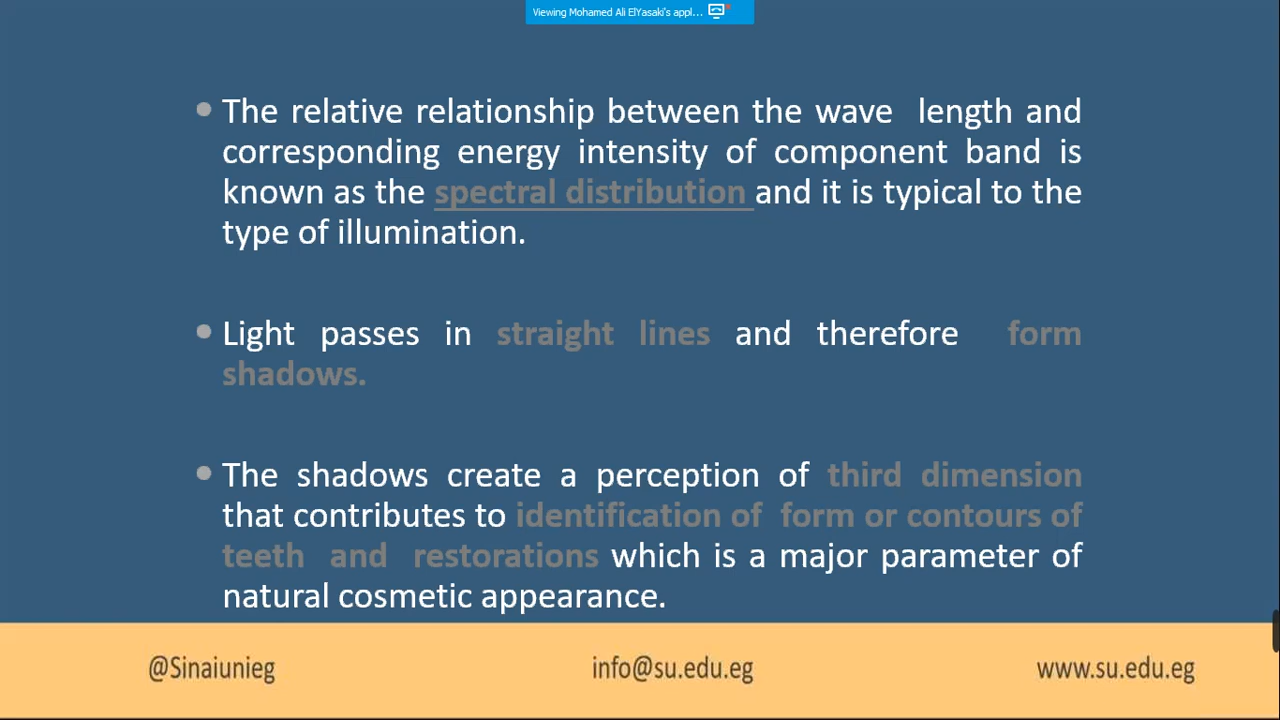 Viewing Mohamed Ali ElYasaki's appl...
The relative relationship between the wave length and
corresponding energy intensity of component band is
known as the spectral distribution and it is typical to the
type of illumination.
Light passes in straight lines and therefore form
shadows.
The shadows create a perception of third dimension
that contributes to identification of form or contours of
teeth and restorations which is a major parameter of
natural cosmetic appearance.
@Sinaiunieg info@su.edu.eg www.su.edu.eg